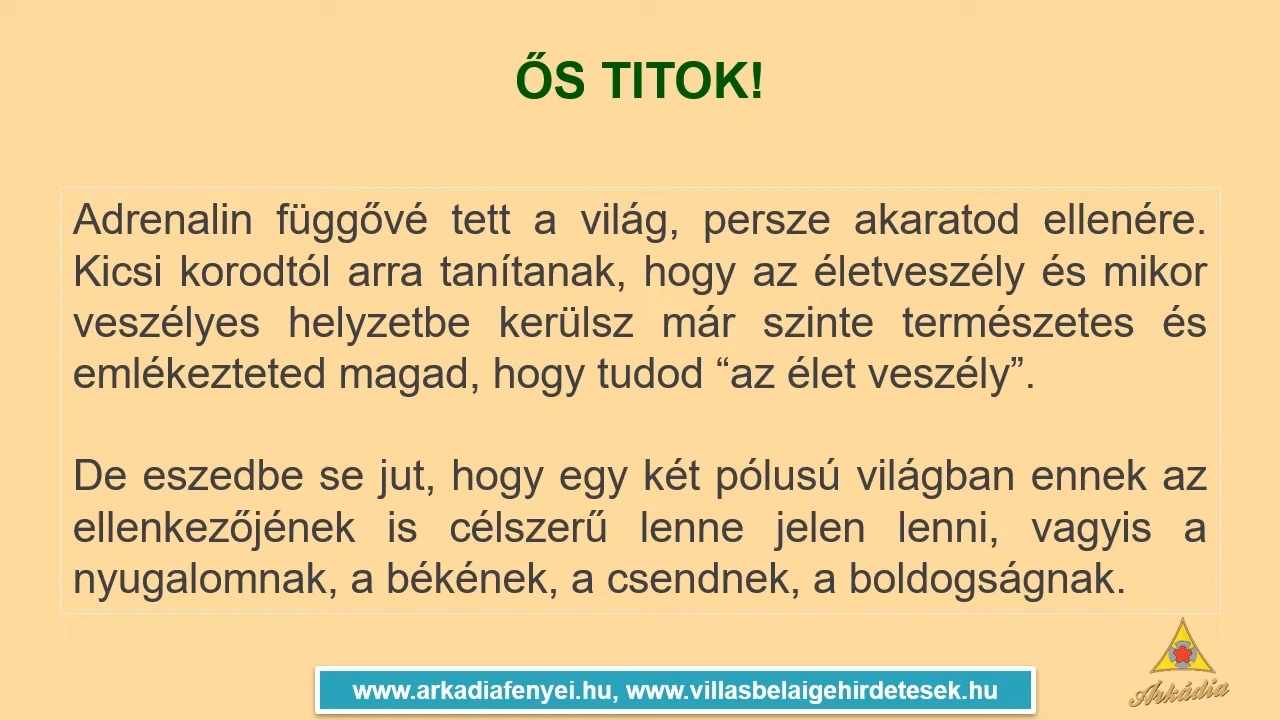 ŐS TITOK!
Adrenalin függővé tett a világ, persze akaratod ellenére.
Kicsi korodtól arra tanítanak, hogy az életveszély és mikor
veszélyes helyzetbe kerülsz már szinte természetes és
emlékezteted magad, hogy tudod “az élet veszély”.
De eszedbe se jut, hogy egy két pólusú világban ennek az
ellenkezőjének is célszerű lenne jelen lenni, vagyis a
nyugalomnak, a békének, a csendnek, a boldogságnak.
www.arkadiafenyei.hu, www.villasbelaigehirdetesek.hu
Arkádia